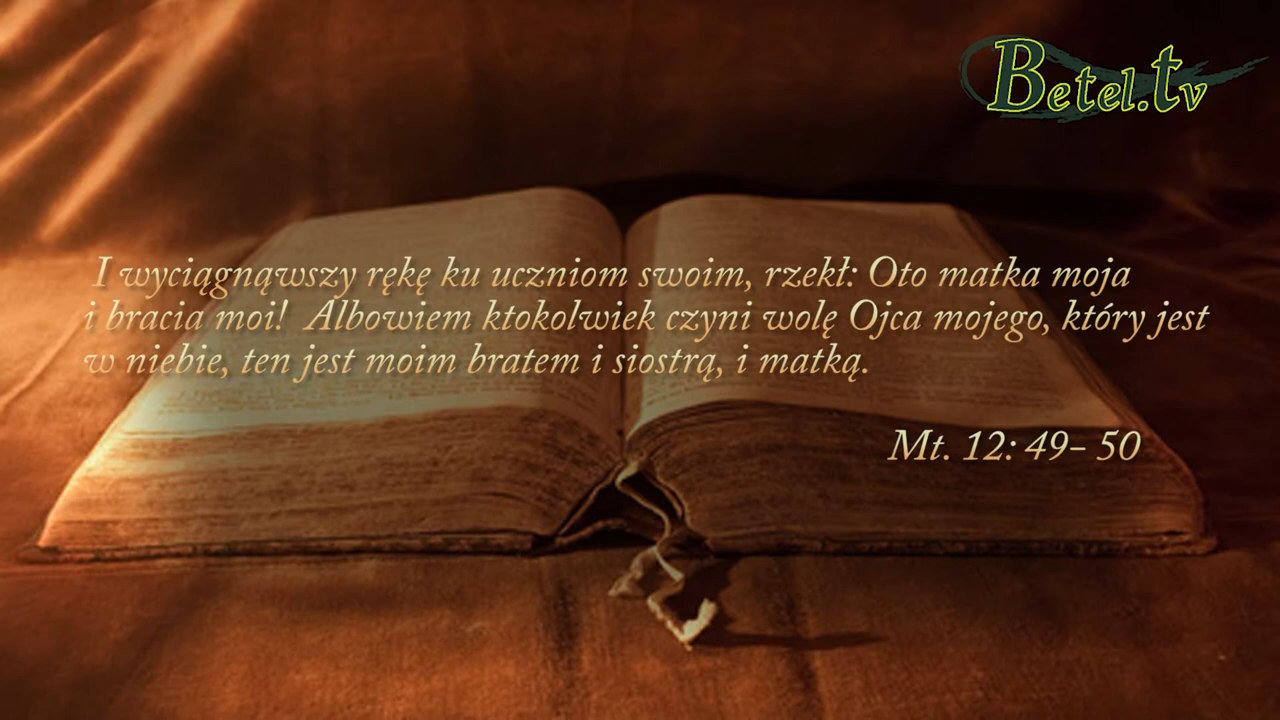 Betel.tv
I wyciągnąwszy rękę ku uczniom swoim, rzekł: Oto matka moja
i bracia moi! Albowiem ktokolwiek czyni wolę Ojca mojego, który jest
w niebie, ten jest moim bratem i siostrą, i matką.
Mt. 12: 49- 50